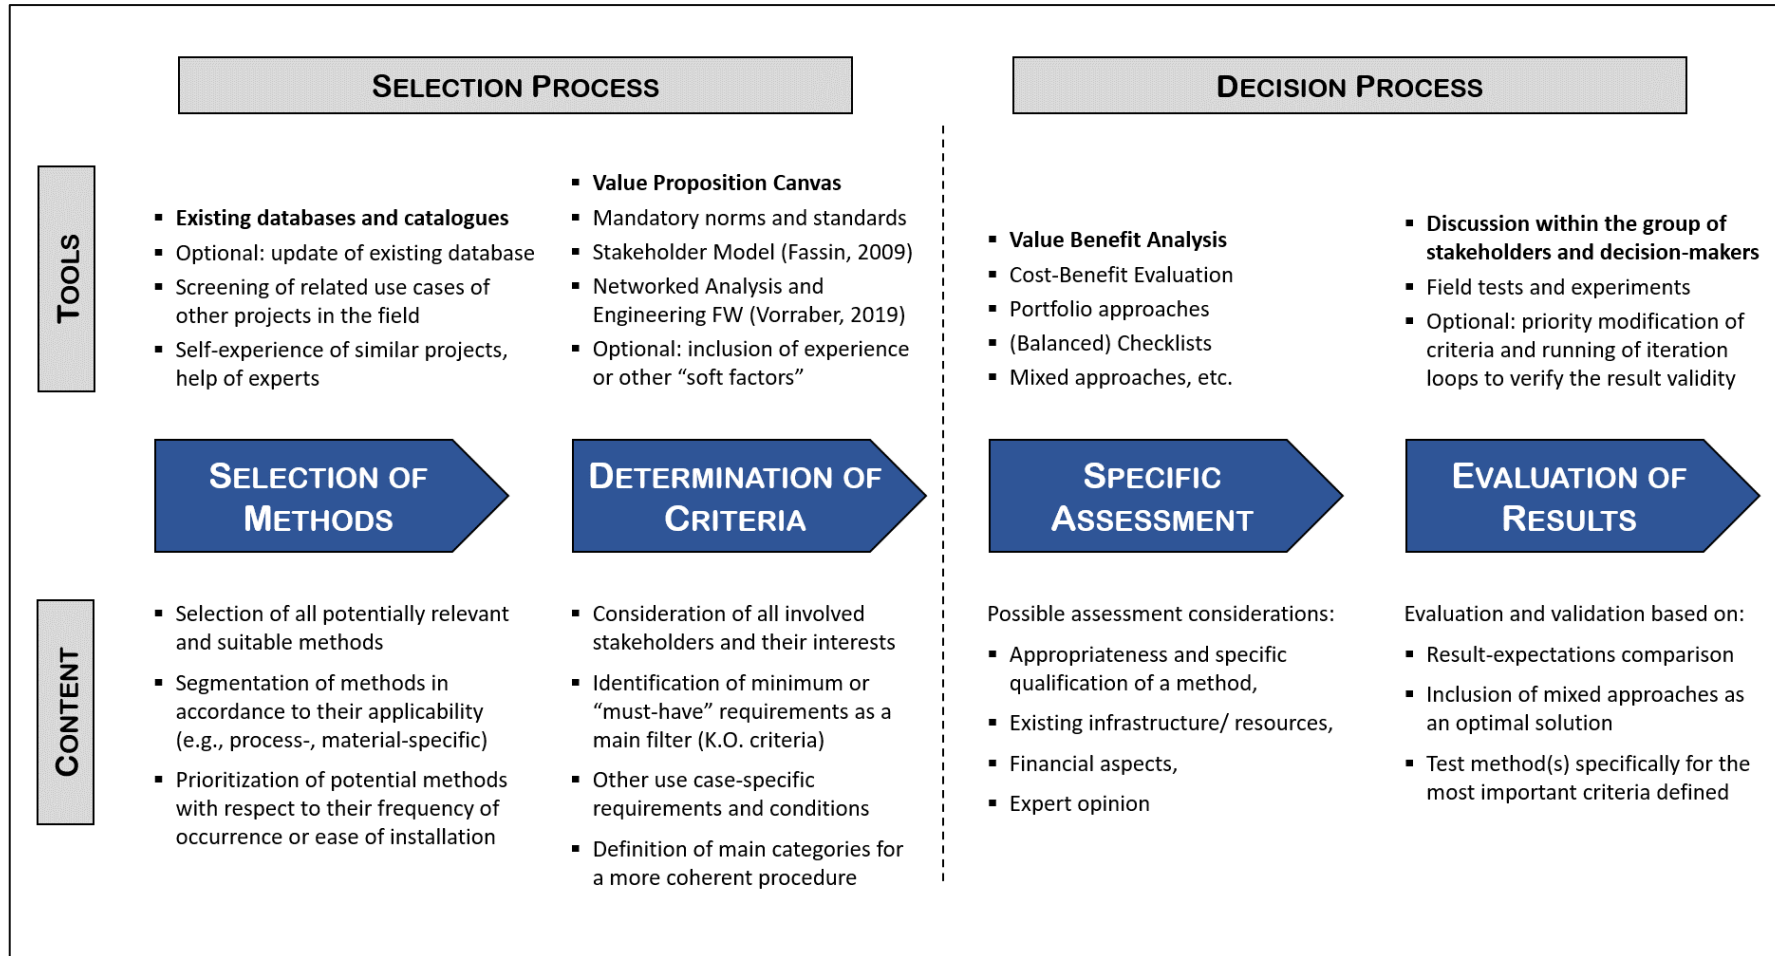 SELECTION PROCESS
DECISION PROCESS
TOOLS
▪ Existing databases and catalogues
▪ Optional: update of existing database
▪ Screening of related use cases of
other projects in the field
▪ Self-experience of similar projects,
help of experts
▪ Value Proposition Canvas
▪ Mandatory norms and standards
▪ Stakeholder Model (Fassin, 2009)
▪ Networked Analysis and
Engineering FW (Vorraber, 2019)
▪ Optional: inclusion of experience
or other “soft factors”
▪ Value Benefit Analysis
▪ Cost-Benefit Evaluation
▪ Portfolio approaches
▪ (Balanced) Checklists
▪ Mixed approaches, etc.
▪ Discussion within the group of
stakeholders and decision-makers
▪ Field tests and experiments
▪ Optional: priority modification of
criteria and running of iteration
loops to verify the result validity
SELECTION OF
METHODS
DETERMINATION OF
CRITERIA
SPECIFIC
ASSESSMENT
EVALUATION OF
RESULTS
CONTENT
▪ Selection of all potentially relevant
and suitable methods
▪ Segmentation of methods in
accordance to their applicability
(e.g., process-, material-specific)
▪ Prioritization of potential methods
with respect to their frequency of
occurrence or ease of installation
▪ Consideration of all involved
stakeholders and their interests
▪ Identification of minimum or
“must-have” requirements as a
main filter (K.O. criteria)
▪ Other use case-specific
requirements and conditions
▪ Definition of main categories for
a more coherent procedure
Possible assessment considerations:
▪ Appropriateness and specific
qualification of a method,
▪ Existing infrastructure/ resources,
▪ Financial aspects,
▪ Expert opinion
Evaluation and validation based on:
▪ Result-expectations comparison
▪ Inclusion of mixed approaches as
an optimal solution
▪ Test method(s) specifically for the
most important criteria defined